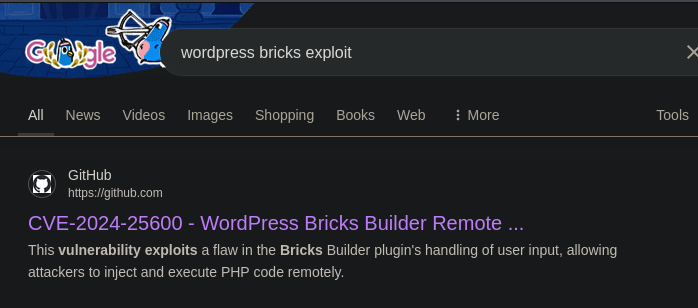 Google
wordpress bricks exploit
All News Videos Images Shopping Books Web More Tools
GitHub
https://github.com
CVE-2024-25600 - WordPress Bricks Builder Remote ...
This vulnerability exploits a flaw in the Bricks Builder plugin's handling of user input, allowing
attackers to inject and execute PHP code remotely.